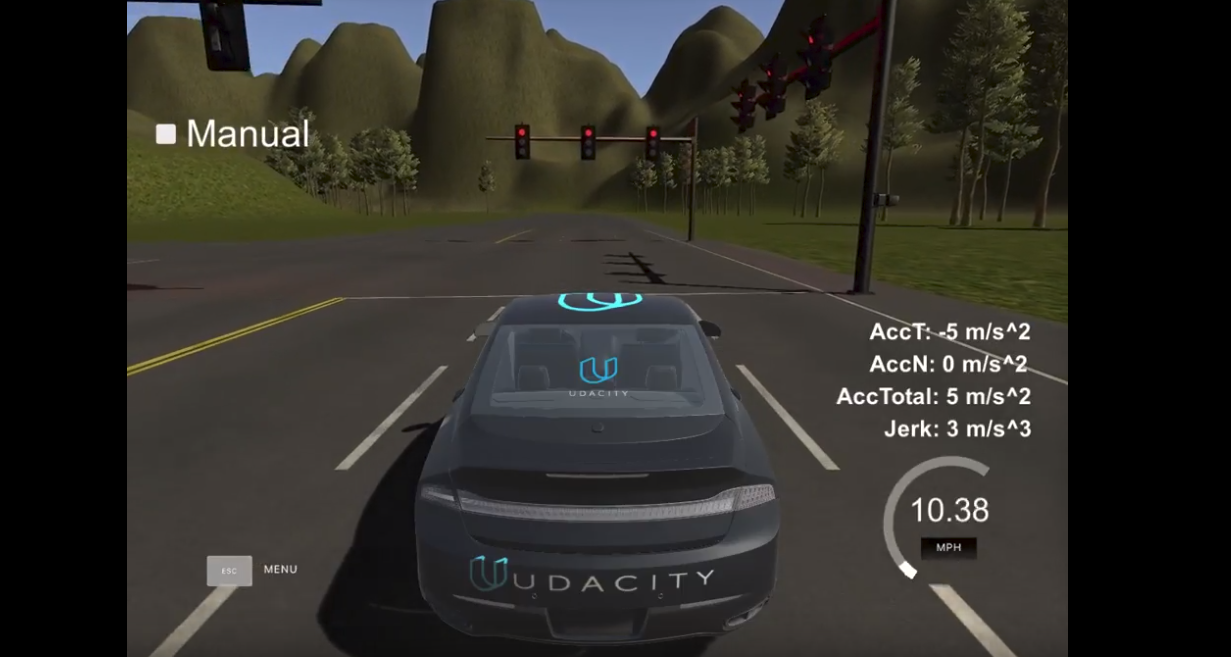 Manual
AccT: -5 m/s^2
AccN: 0 m/s^2
AccTotal: 5 m/s^2
Jerk: 3 m/s^3
UDACITY
10.38
MPH
ESC MENU
UDACITY